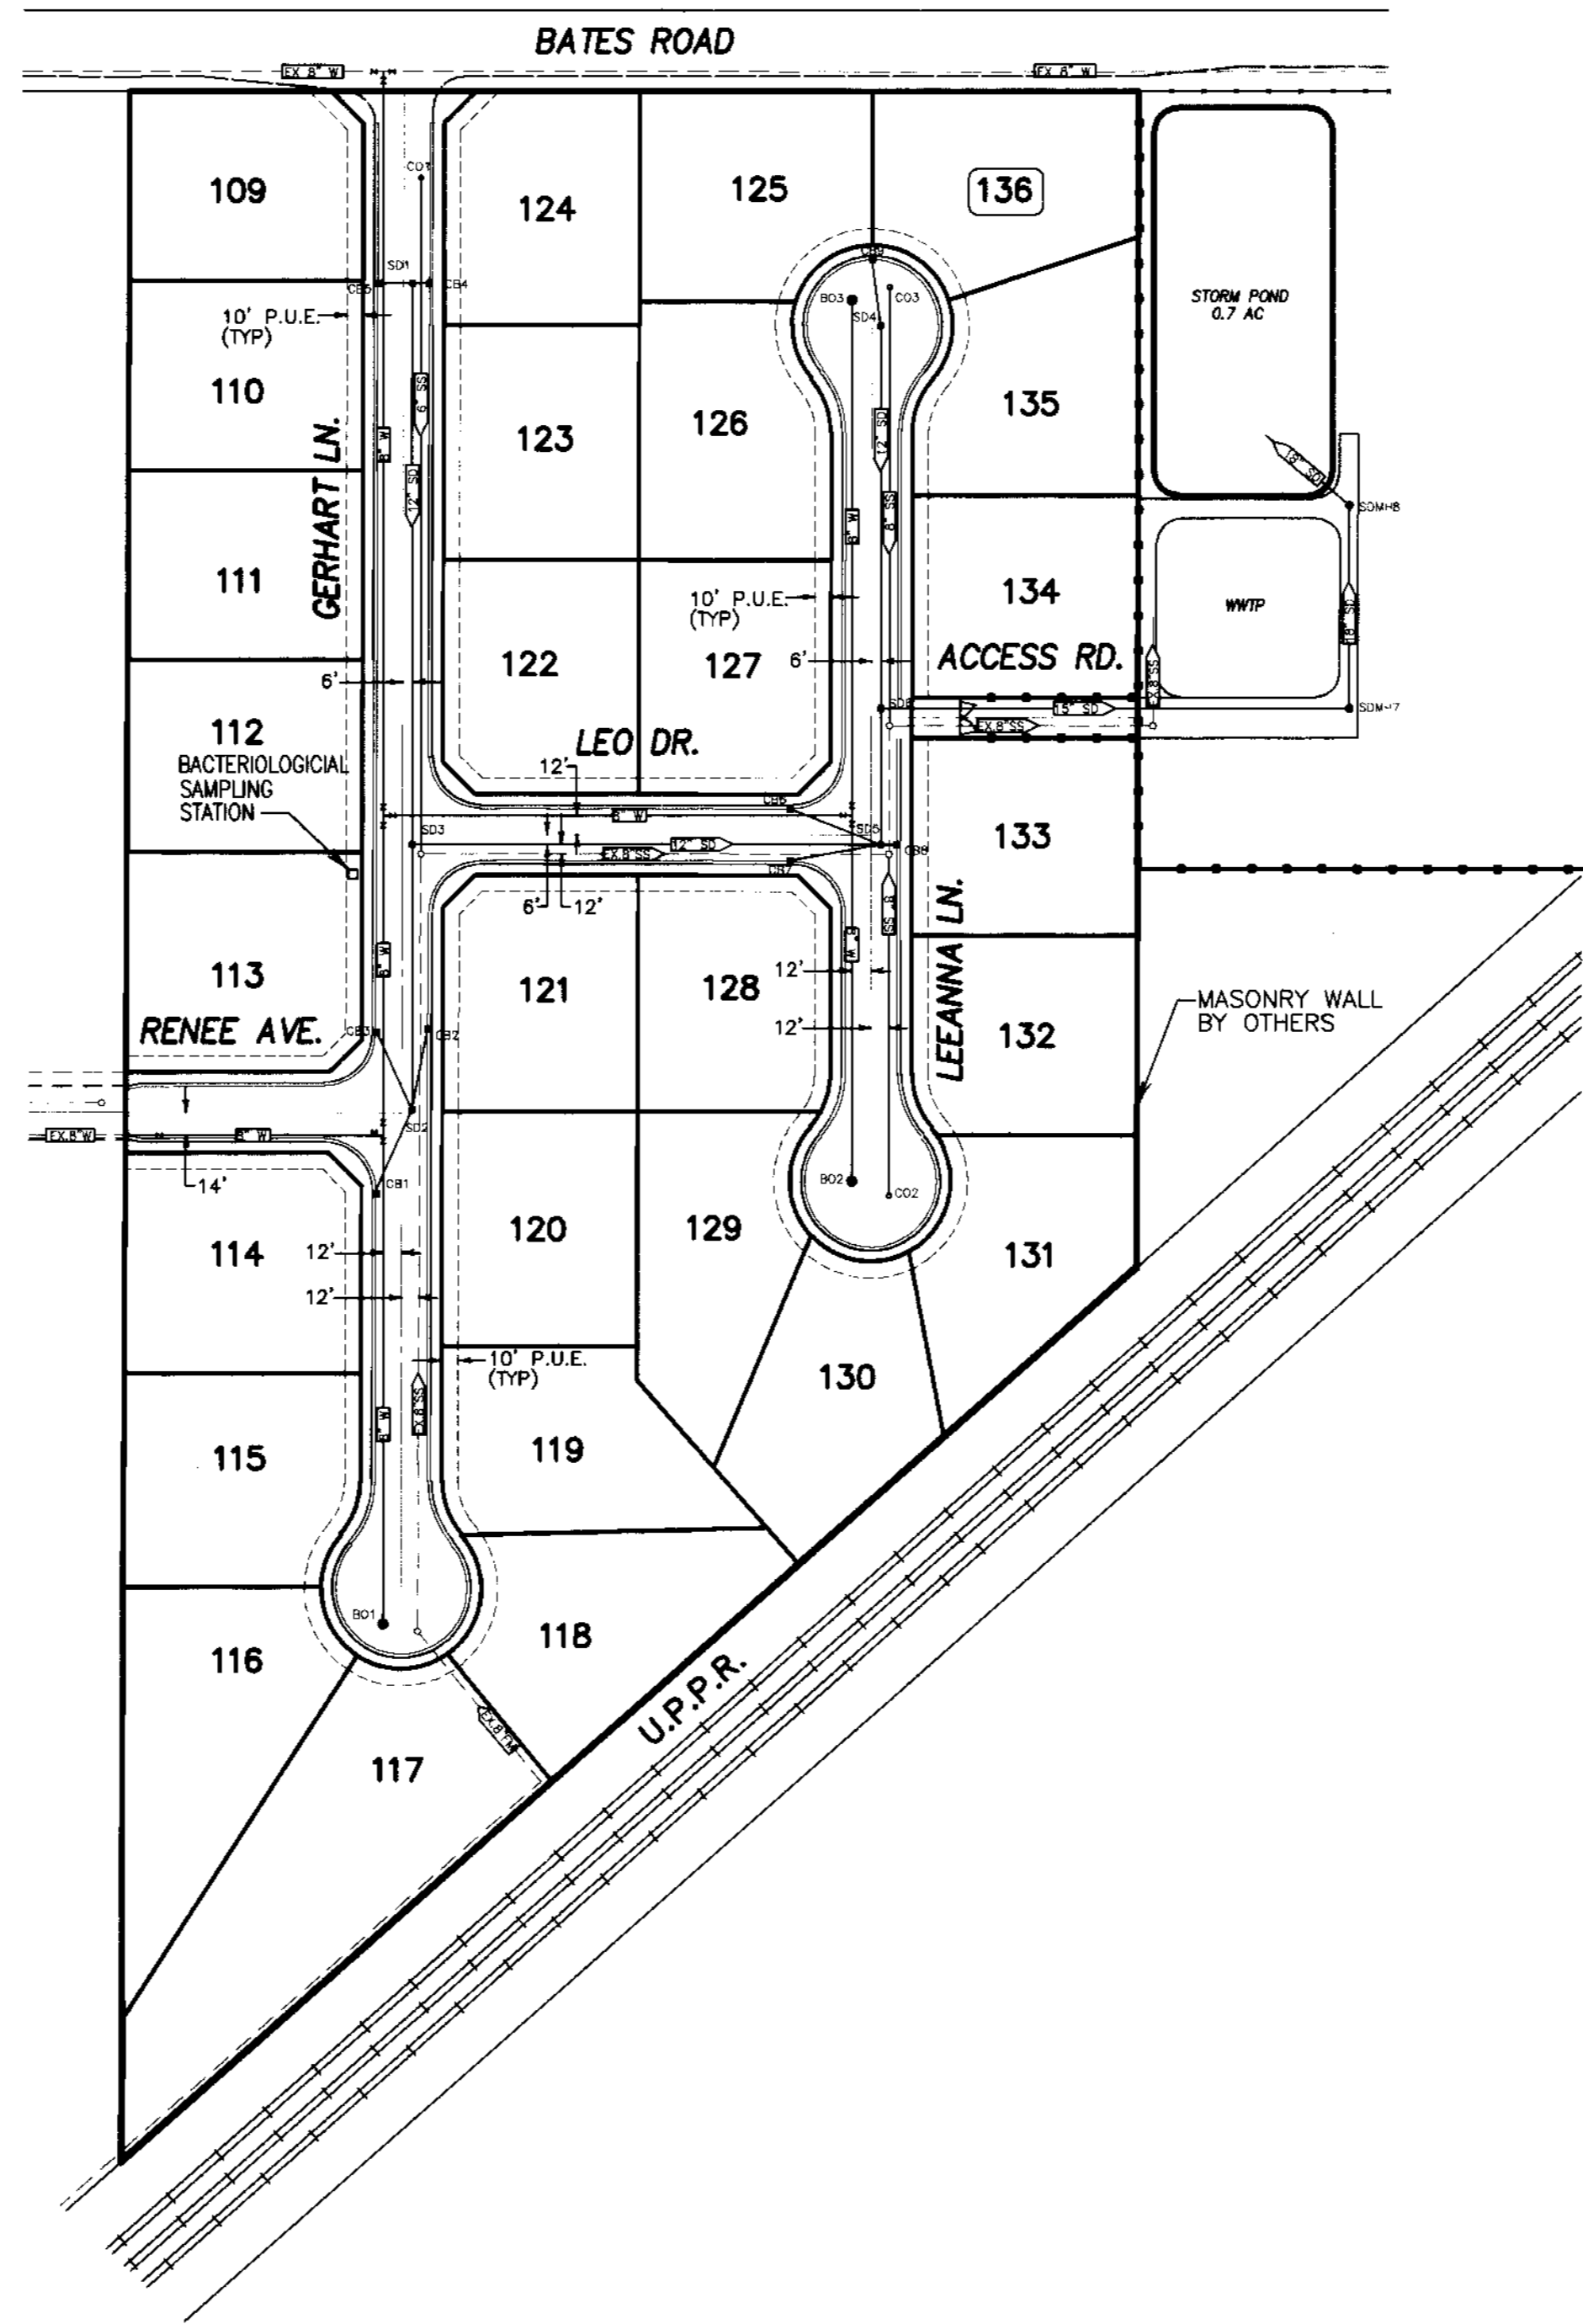 BATES ROAD
EX 8" W
EX 8" W
109
124
125
136
CO1
SD1
CB5
CB4
CB9
BO3
CO3
SD4
STORM POND
0.7 AC
10' P.U.E.
(TYP)
110
6" SS
8" W
12" SD
GERHART LN.
123
126
135
12" SD
8" SS
8" W
18" SD
SDMH8
111
122
10' P.U.E.
(TYP)
127
6'
134
WWTP
18" SD
ACCESS RD.
EX.8"SS
6'
15" SD
SDMH7
EX.8"SS
112
LEO DR.
12'
BACTERIOLOGICIAL
SAMPLING
STATION
CB6
8" W
SD3
SD5
12" SD
EX.8"SS
CB8
CB7
133
6'
12'
8" SS
8" W
113
8" W
121
128
12'
LEEANNA LN.
MASONRY WALL
BY OTHERS
RENEE AVE.
CB3
CB2
12'
132
SD2
EX.8"W
8" W
14'
CB1
BO2
CO2
114
12'
120
129
131
12'
10' P.U.E.
(TYP)
130
EX.8"SS
8" W
115
119
BO1
116
118
U.P.P.R.
EX.8"FM
117